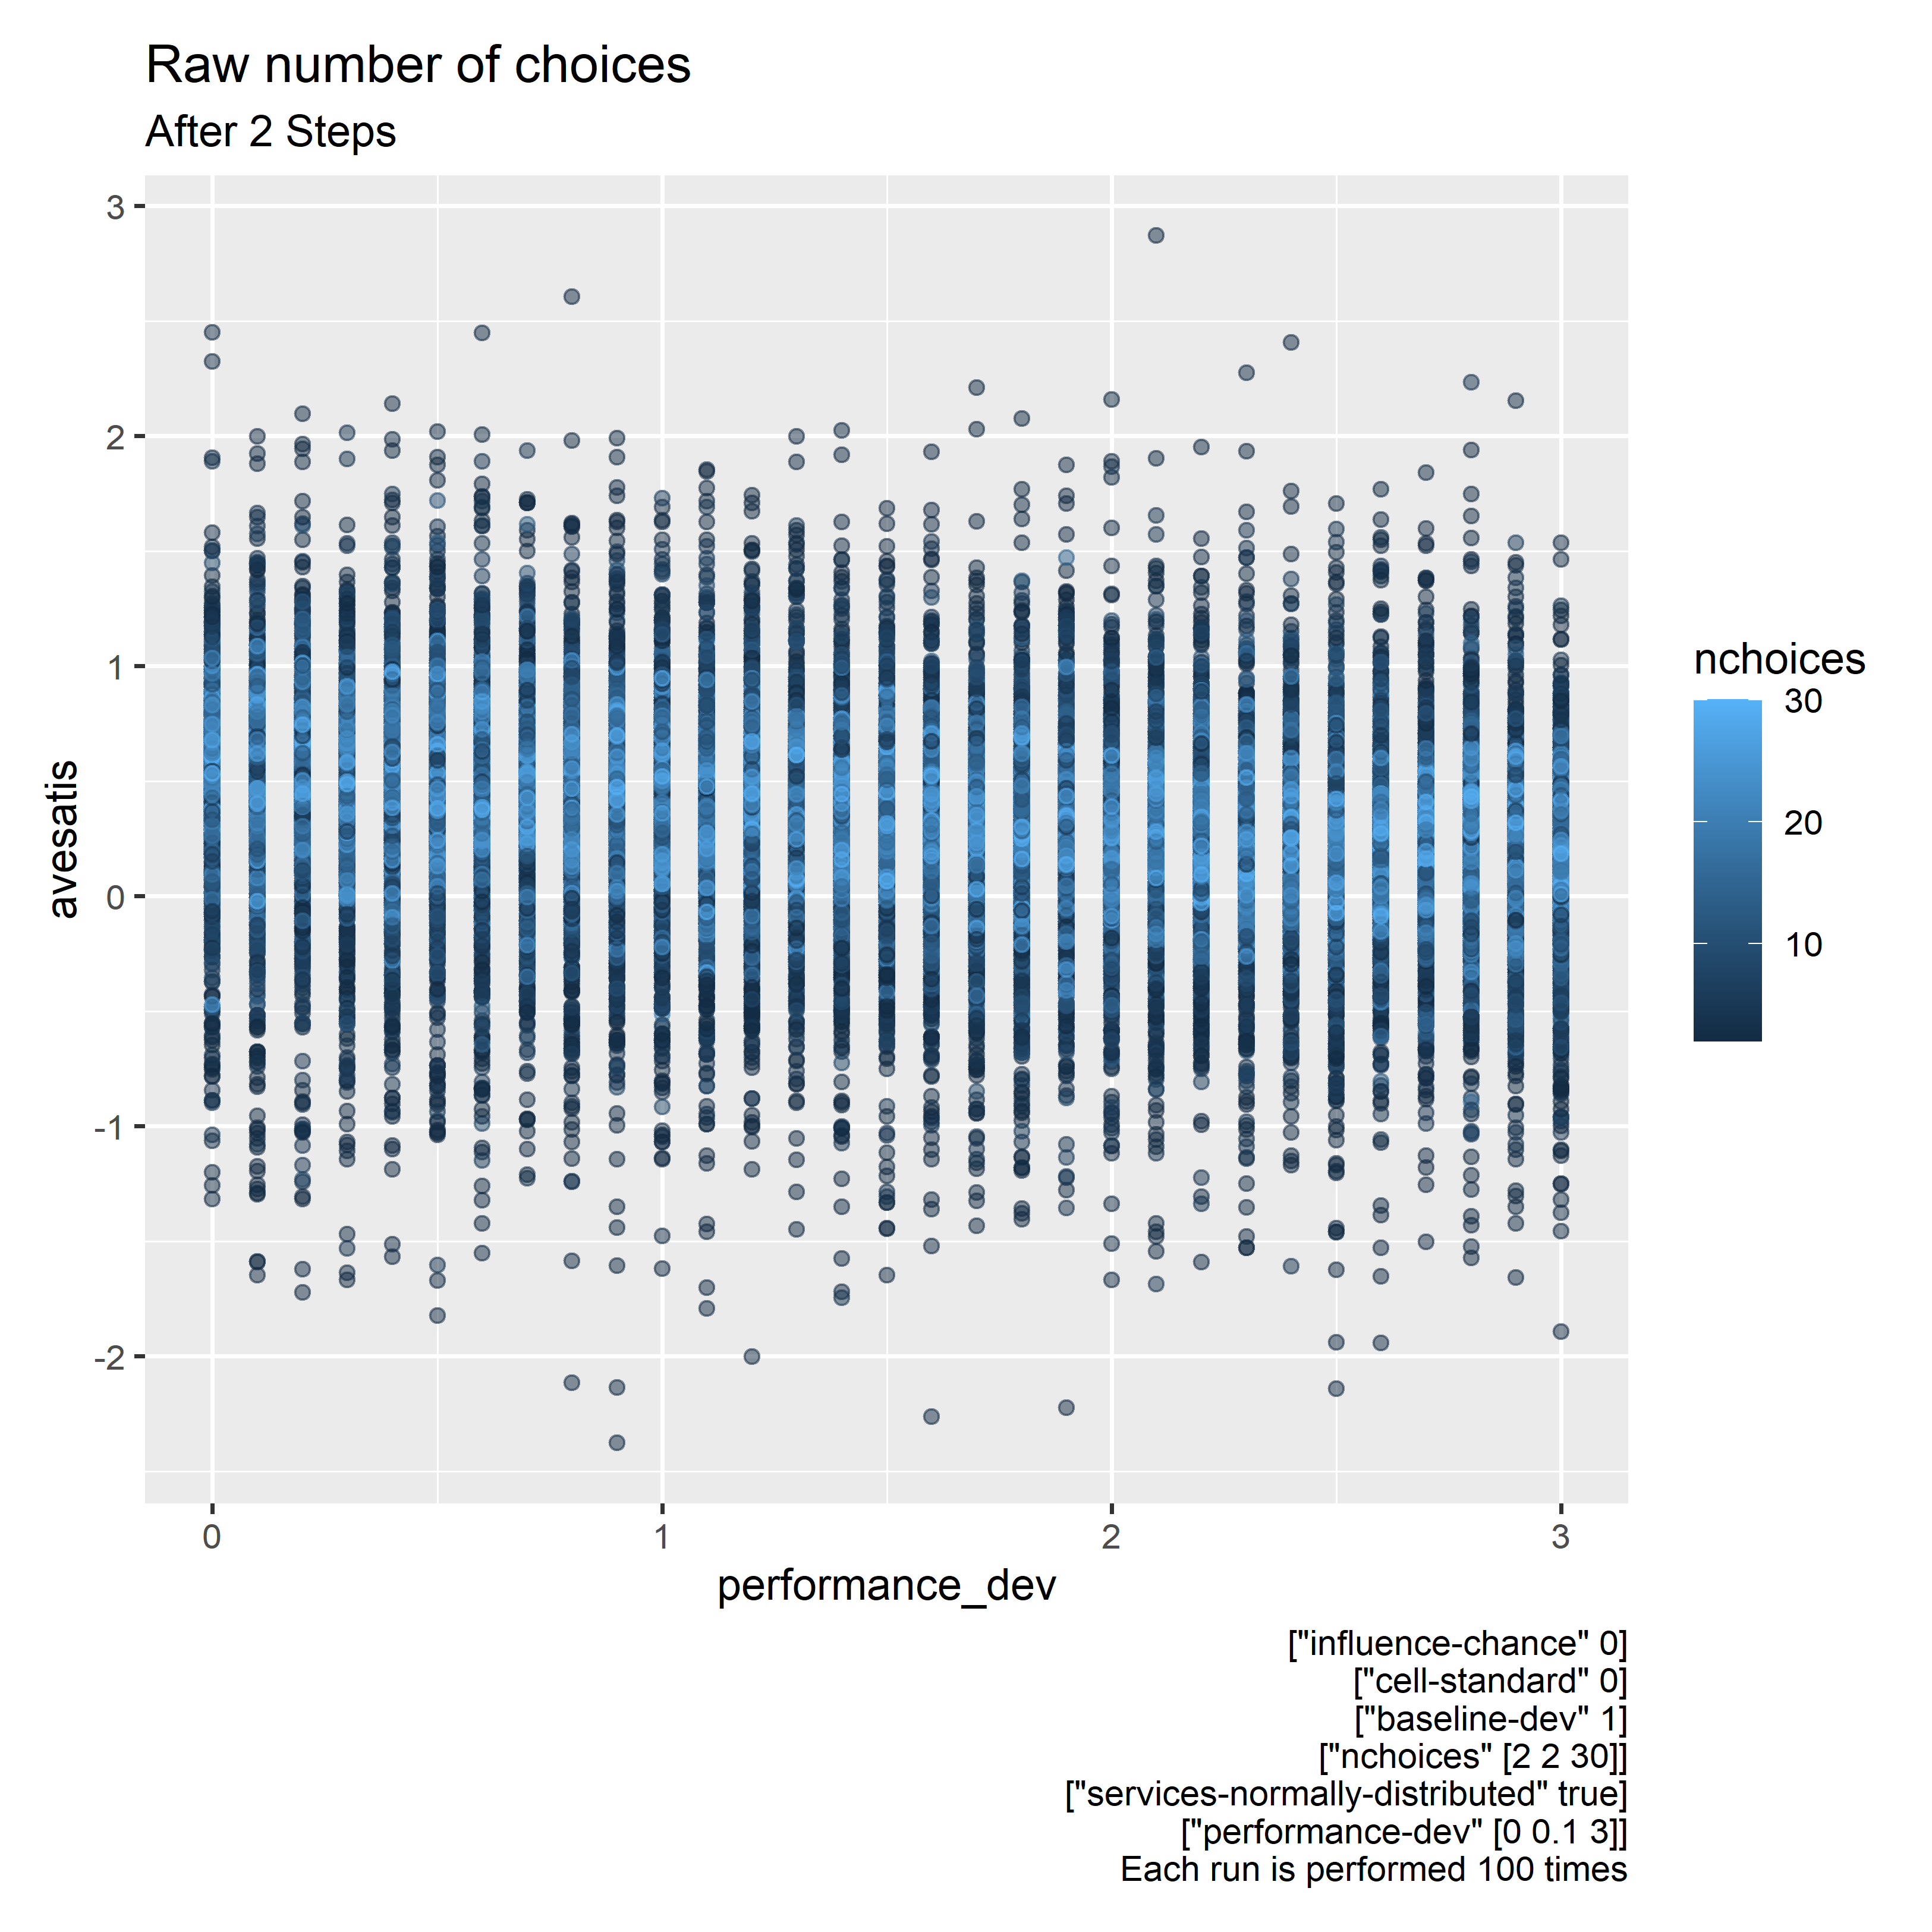 Raw number of choices
After 2 Steps
3
2
1
0
-1
-2
avesatis
0
1
2
3
performance_dev
nchoices
30
20
10
["influence-chance" 0]
["cell-standard" 0]
["baseline-dev" 1]
["nchoices" [2 2 30]]
["services-normally-distributed" true]
["performance-dev" [0 0.1 3]]
Each run is performed 100 times